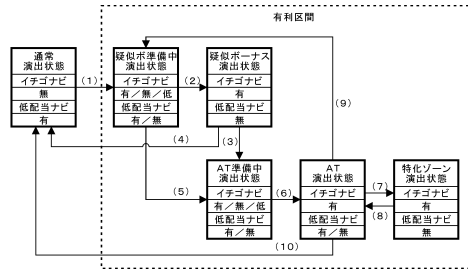 有利区間
通常
演出状態
イチゴナビ
無
低配当ナビ
有
(1)
疑似ボ準備中
演出状態
イチゴナビ
有／無／低
低配当ナビ
有／無
(2)
疑似ボーナス
演出状態
イチゴナビ
有
低配当ナビ
無
(9)
(4)
(3)
(5)
AT準備中
演出状態
イチゴナビ
有／無／低
低配当ナビ
有／無
(6)
AT
演出状態
イチゴナビ
有
低配当ナビ
有／無
(7)
(8)
特化ゾーン
演出状態
イチゴナビ
有
低配当ナビ
無
(10)